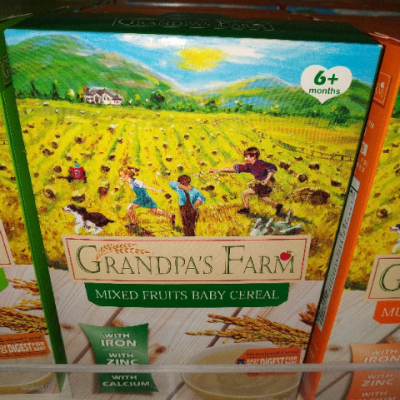 6+
months
GRANDPA'S FARM
MIXED FRUITS BABY CEREAL
WITH
IRON
WITH
ZINC
WITH
CALCIUM